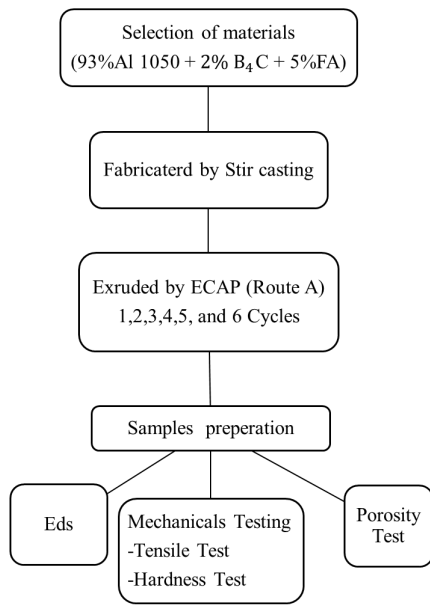 Selection of materials
(93%Al 1050 + 2% B₄C + 5%FA)
Fabricaterd by Stir casting
Exruded by ECAP (Route A)
1,2,3,4,5, and 6 Cycles
Samples preperation
Eds
Mechanicals Testing
-Tensile Test
-Hardness Test
Porosity
Test